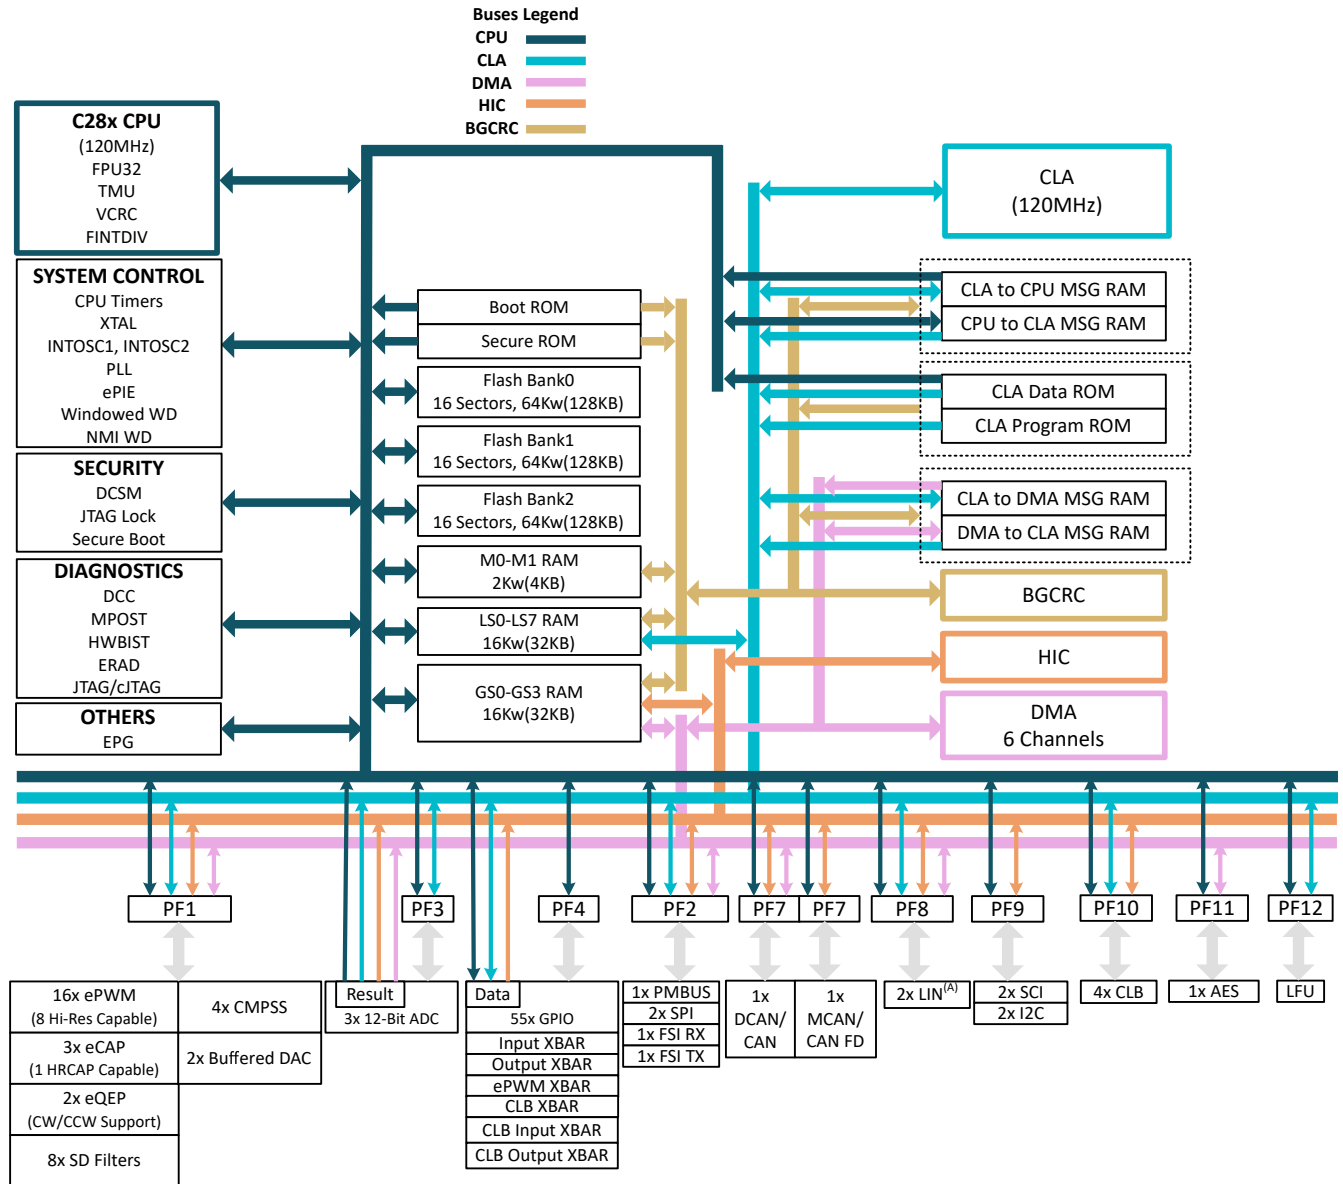 Buses Legend
CPU
CLA
DMA
HIC
BGCRC
C28x CPU
(120MHz)
FPU32
TMU
VCRC
FINTDIV
SYSTEM CONTROL
CPU Timers
XTAL
INTOSC1, INTOSC2
PLL
ePIE
Windowed WD
NMI WD
SECURITY
DCSM
JTAG Lock
Secure Boot
DIAGNOSTICS
DCC
MPOST
HWBIST
ERAD
JTAG/cJTAG
OTHERS
EPG
Boot ROM
Secure ROM
Flash Bank0
16 Sectors, 64Kw(128KB)
Flash Bank1
16 Sectors, 64Kw(128KB)
Flash Bank2
16 Sectors, 64Kw(128KB)
M0-M1 RAM
2Kw(4KB)
LS0-LS7 RAM
16Kw(32KB)
GS0-GS3 RAM
16Kw(32KB)
CLA
(120MHz)
CLA to CPU MSG RAM
CPU to CLA MSG RAM
CLA Data ROM
CLA Program ROM
CLA to DMA MSG RAM
DMA to CLA MSG RAM
BGCRC
HIC
DMA
6 Channels
PF1
PF3
PF4
PF2
PF7
PF7
PF8
PF9
PF10
PF11
PF12
16x ePWM
(8 Hi-Res Capable)
3x eCAP
(1 HRCAP Capable)
2x eQEP
(CW/CCW Support)
8x SD Filters
4x CMPSS
2x Buffered DAC
Result
3x 12-Bit ADC
Data
55x GPIO
Input XBAR
Output XBAR
ePWM XBAR
CLB XBAR
CLB Input XBAR
CLB Output XBAR
1x PMBUS
2x SPI
1x FSI RX
1x FSI TX
1x
DCAN/
CAN
1x
MCAN/
CAN FD
2x LIN(A)
2x SCI
2x I2C
4x CLB
1x AES
LFU